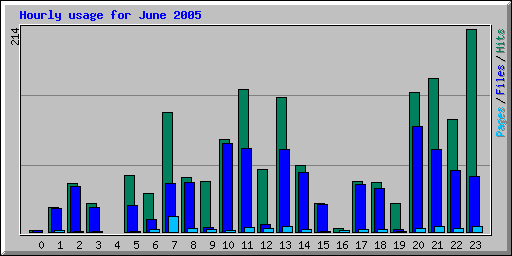 Hourly usage for June 2005
214
Pages/Files/Hits
0 1 2 3 4 5 6 7 8 9 10 11 12 13 14 15 16 17 18 19 20 21 22 23